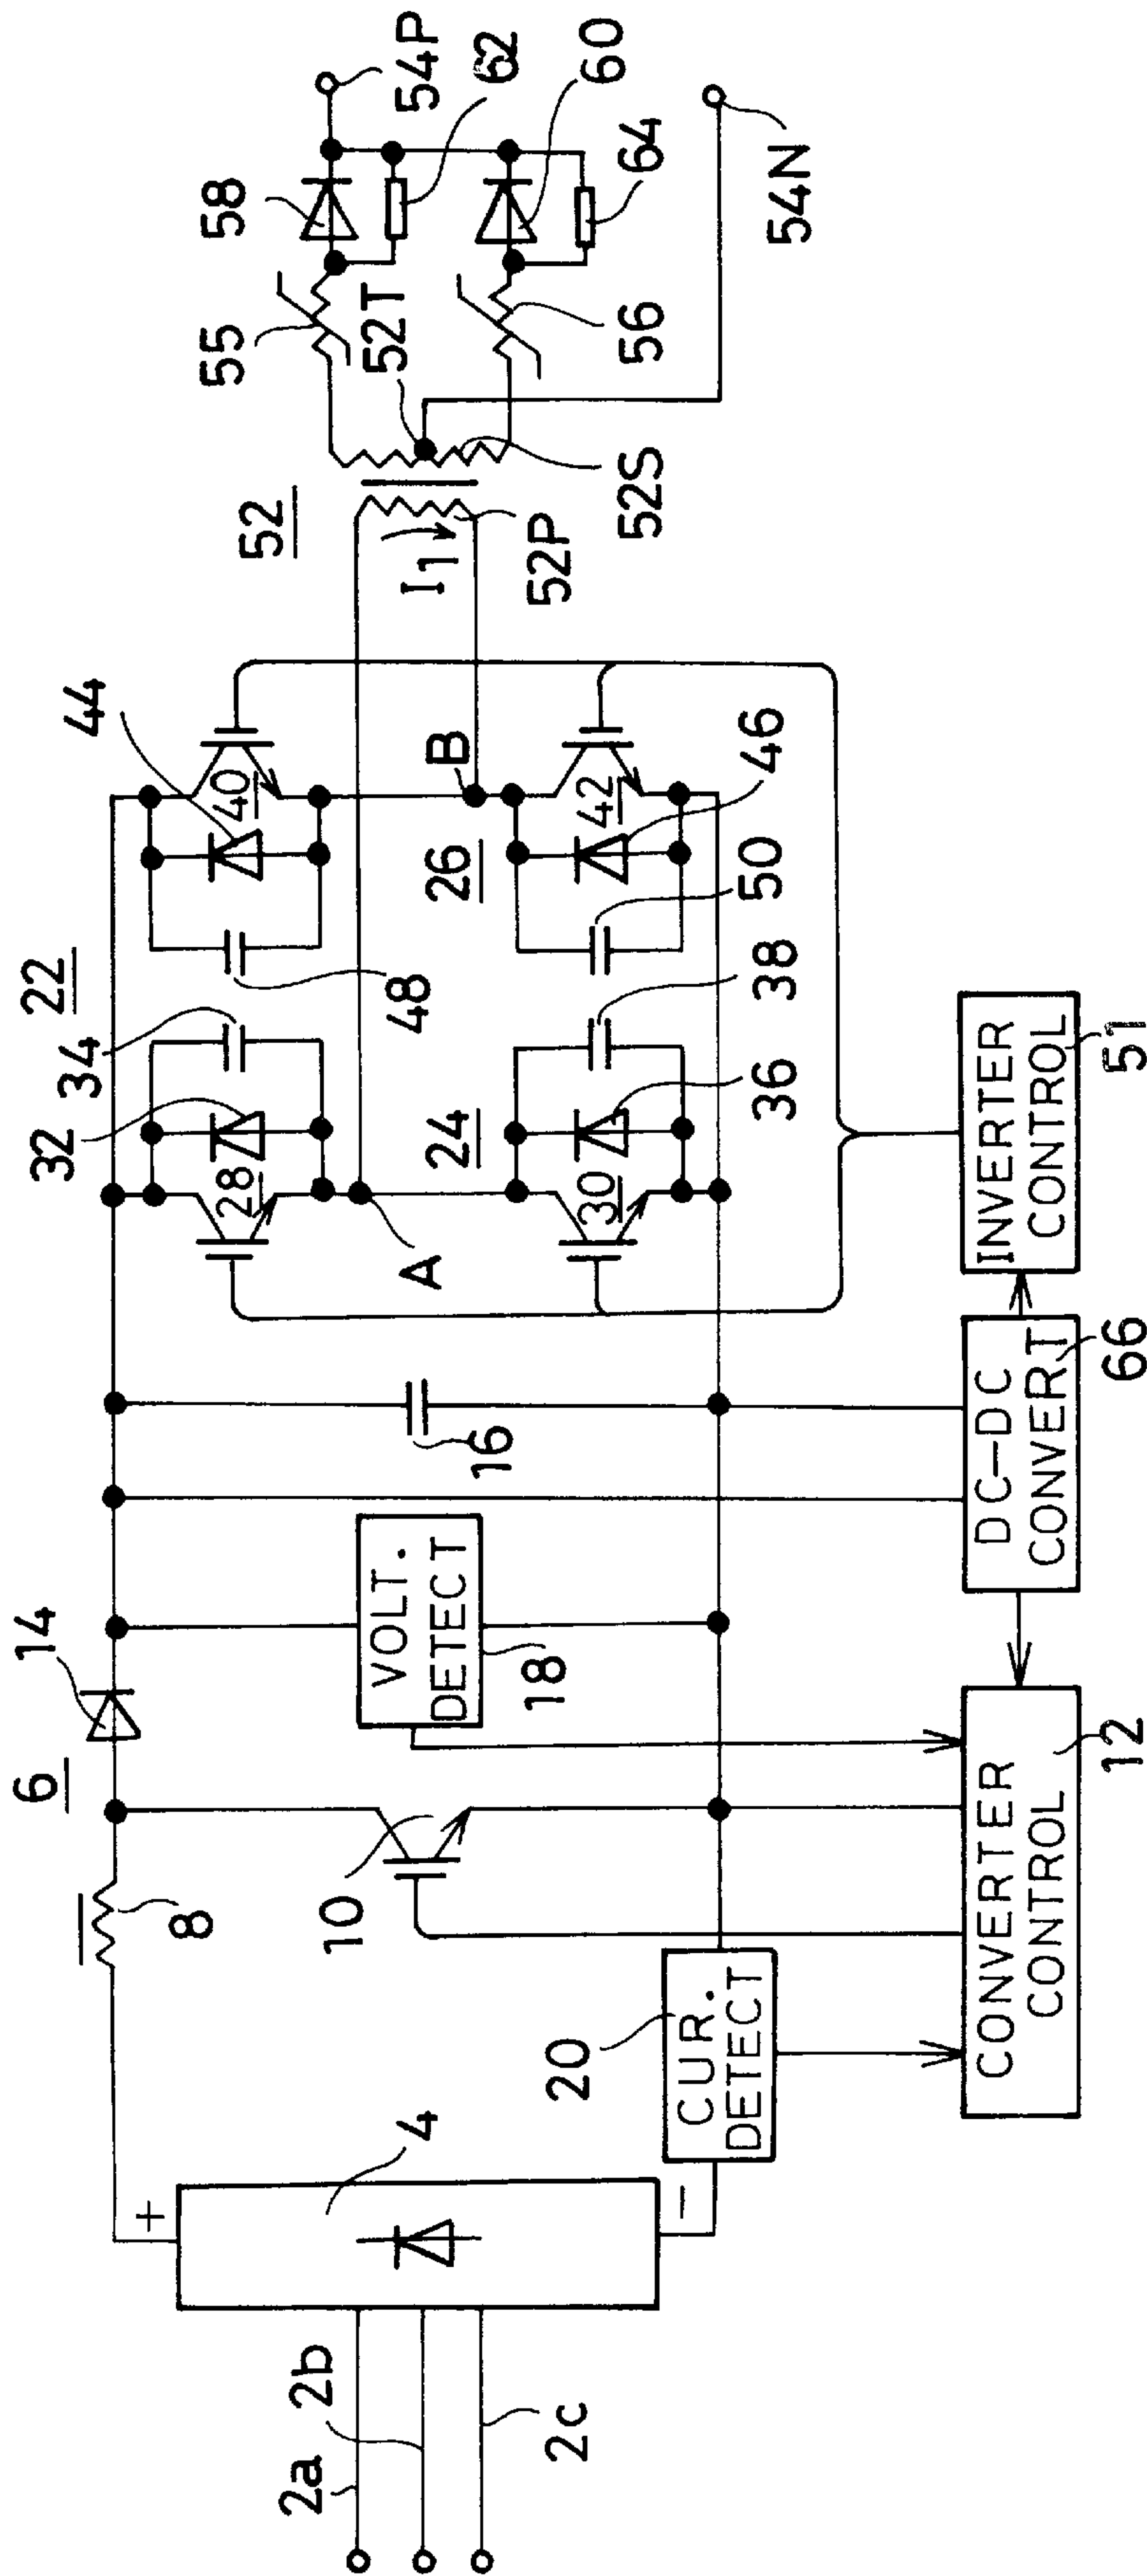 2a
2b
2c
4
+
−
6
8
10
14
20
CUR.
DETECT
VOLT.
DETECT
18
16
CONVERTER
CONTROL
12
DC–DC
CONVERT
66
INVERTER
CONTROL
51
22
24
26
28
30
32
34
36
38
A
B
40
42
44
46
48
50
52
I1
52P
52S
52T
55
56
58
60
62
64
54P
54N